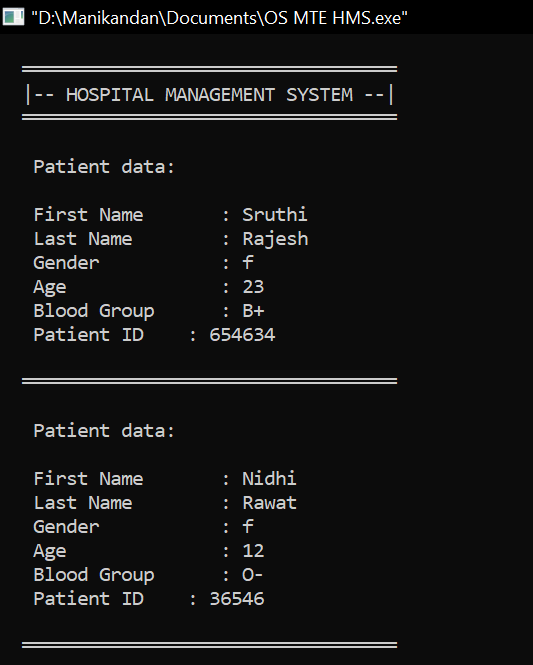 "D:\Manikandan\Documents\OS MTE HMS.exe"
|-- HOSPITAL MANAGEMENT SYSTEM --|
Patient data:
First Name : Sruthi
Last Name : Rajesh
Gender : f
Age : 23
Blood Group : B+
Patient ID : 654634
Patient data:
First Name : Nidhi
Last Name : Rawat
Gender : f
Age : 12
Blood Group : O-
Patient ID : 36546